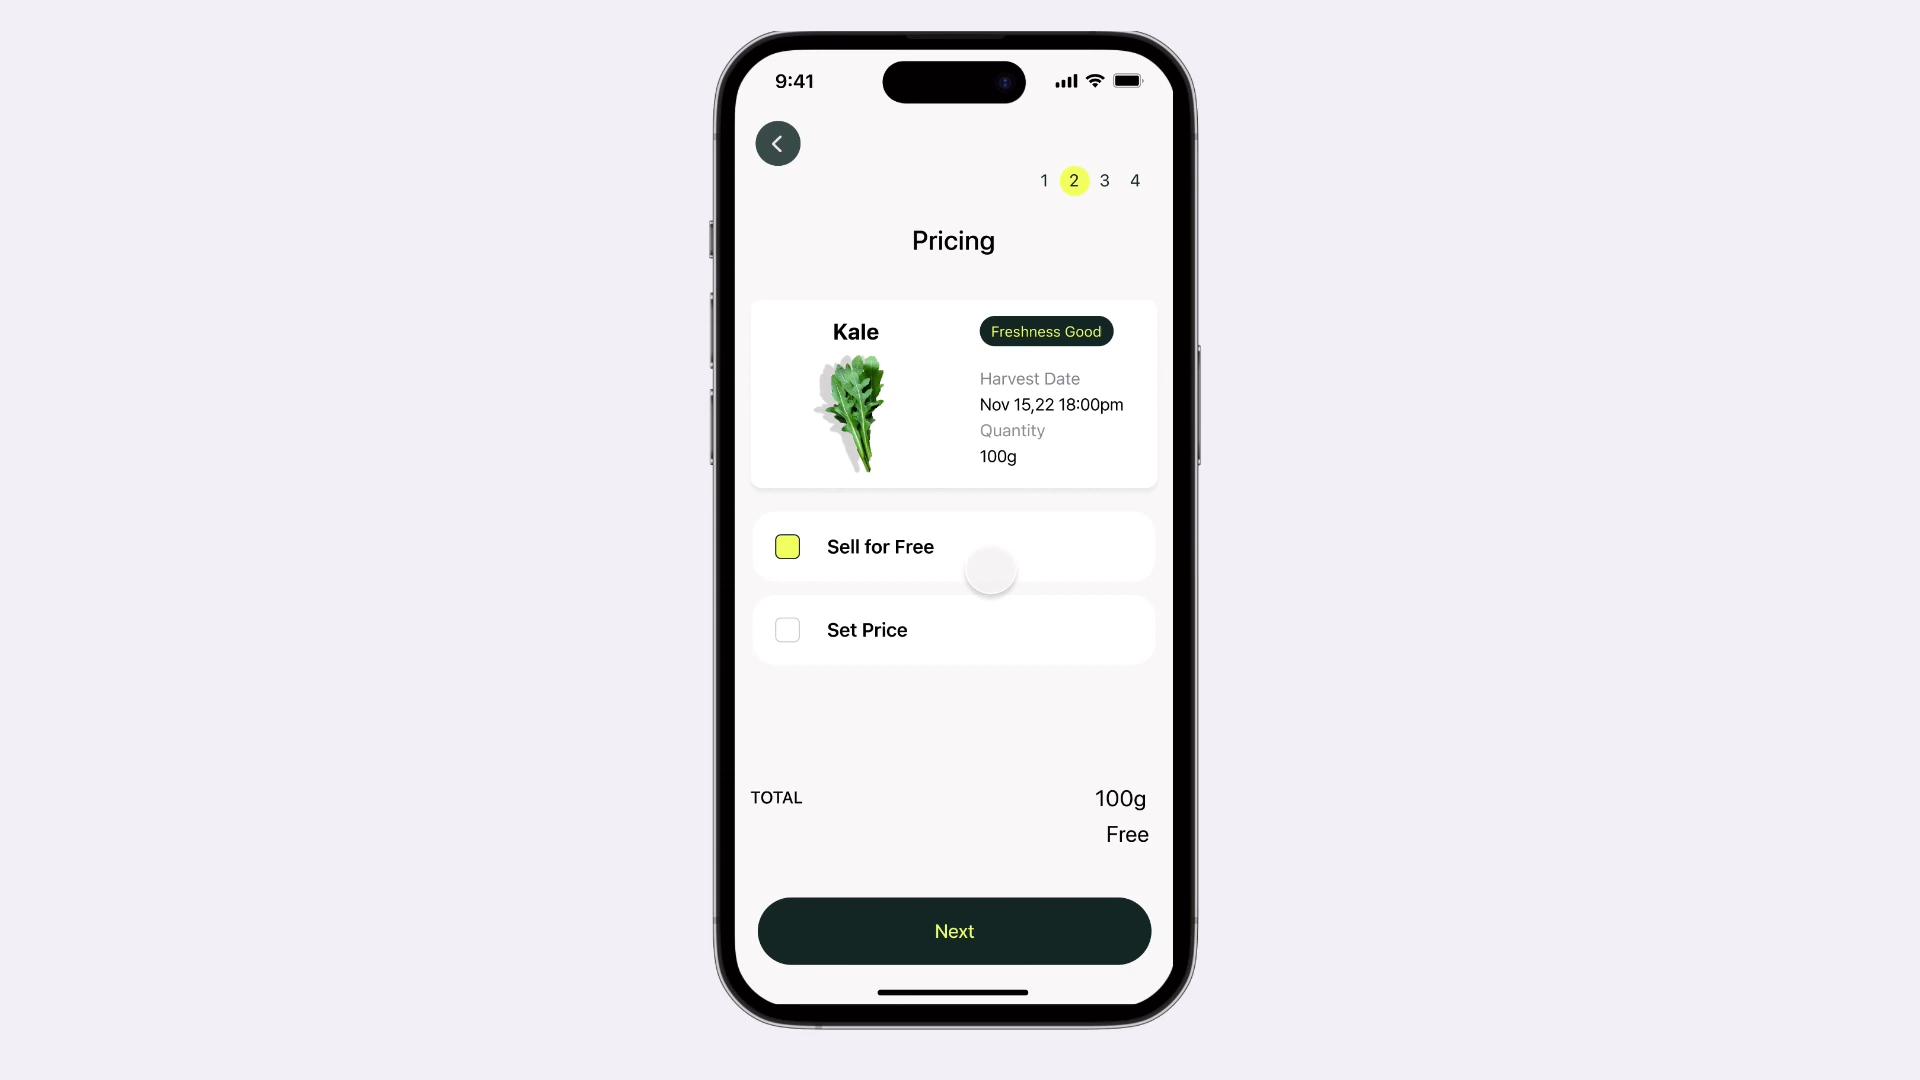 9:41
1 2 3 4
Pricing
Kale
Freshness Good
Harvest Date
Nov 15,22 18:00pm
Quantity
100g
Sell for Free
Set Price
TOTAL 100g
Free
Next